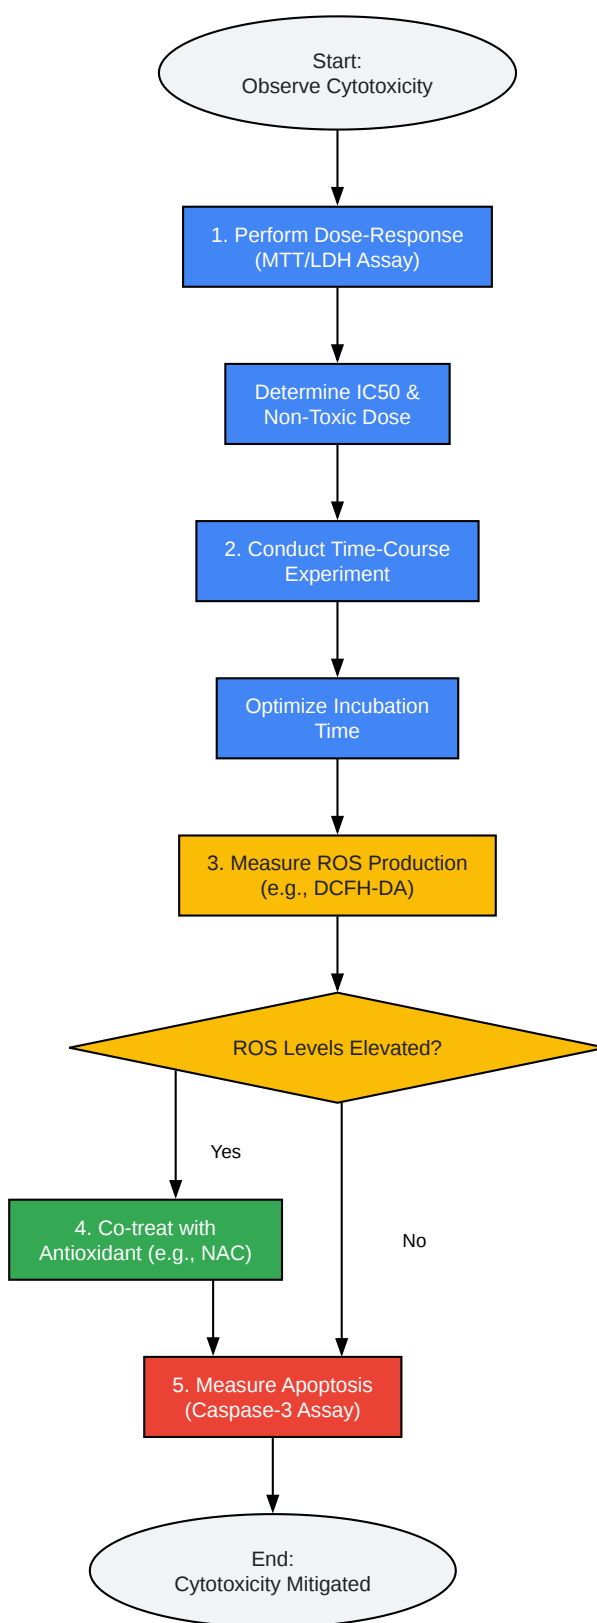 Start:
Observe Cytotoxicity
1. Perform Dose-Response
(MTT/LDH Assay)
Determine IC50 &
Non-Toxic Dose
2. Conduct Time-Course
Experiment
Optimize Incubation
Time
3. Measure ROS Production
(e.g., DCFH-DA)
ROS Levels Elevated?
Yes
4. Co-treat with
Antioxidant (e.g., NAC)
No
5. Measure Apoptosis
(Caspase-3 Assay)
End:
Cytotoxicity Mitigated